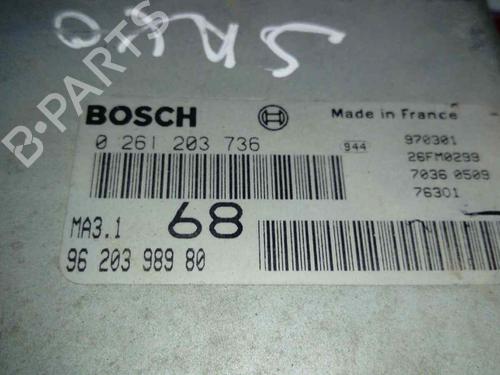 SAXO
B-PARTS
BOSCH
Made in France
0 261 203 736
944
970301
26FM0299
7036 0509
76301
MA3.1
68
96 203 989 80